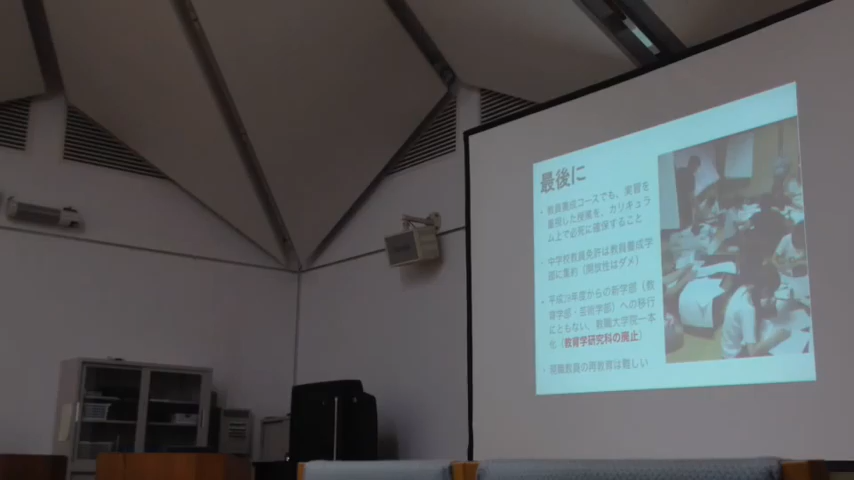 最後に
・教員養成コースでも、実習を
重視した授業を、カリキュラ
ム上で必死に確保すること
・中学校教員免許は教員養成学
部に集約（開放性はダメ）
・平成28年度からの新学部（教
育学部・芸術学部）への移行
にともない、教職大学院一本
化（教育学研究科の廃止）
・現職教員の再教育は難しい